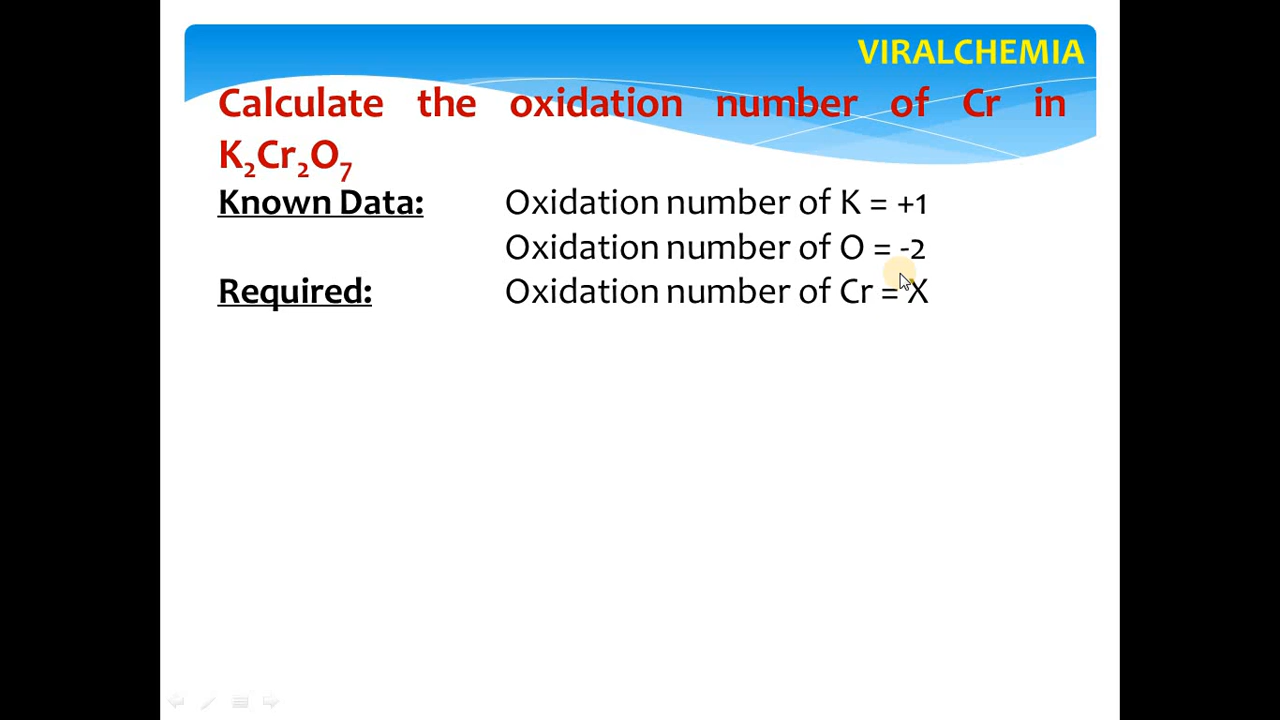 VIRALCHEMIA
Calculate the oxidation number of Cr in
K₂Cr₂O₇
Known Data: Oxidation number of K = +1
Oxidation number of O = -2
Required: Oxidation number of Cr = X